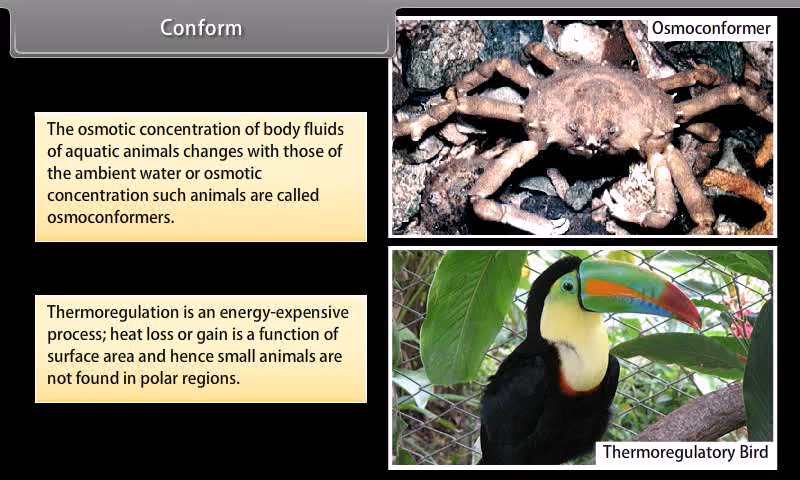 Conform
Osmoconformer
The osmotic concentration of body fluids
of aquatic animals changes with those of
the ambient water or osmotic
concentration such animals are called
osmoconformers.
Thermoregulation is an energy-expensive
process; heat loss or gain is a function of
surface area and hence small animals are
not found in polar regions.
Thermoregulatory Bird